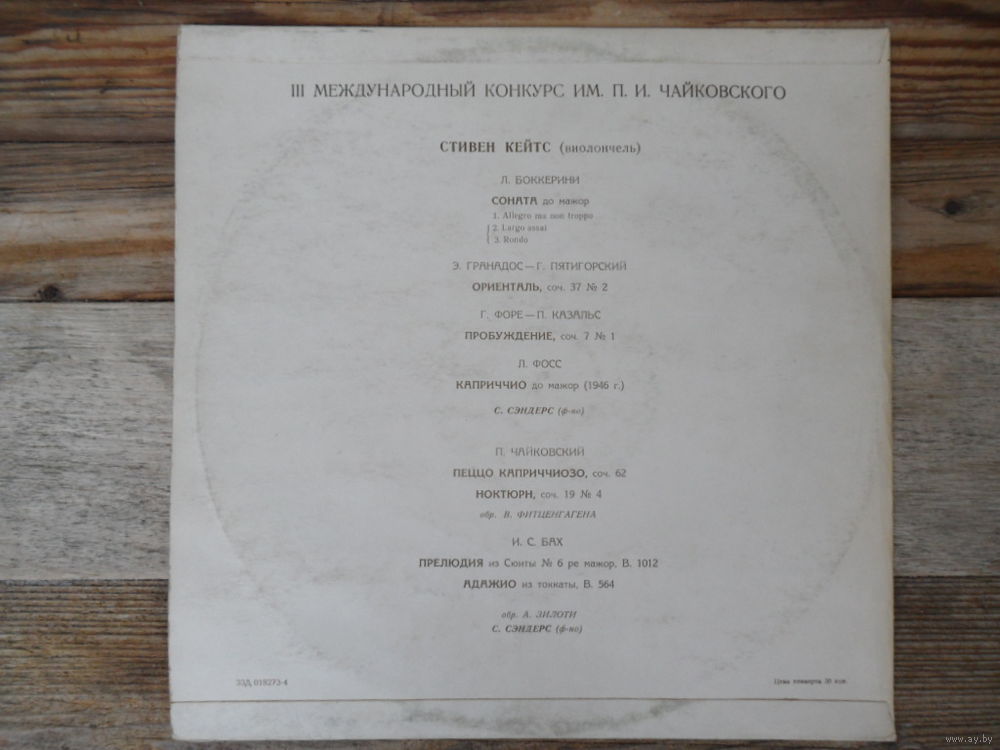 III МЕЖДУНАРОДНЫЙ КОНКУРС ИМ. П. И. ЧАЙКОВСКОГО
СТИВЕН КЕЙТС (виолончель)
Л. БОККЕРИНИ
СОНАТА до мажор
1. Allegro ma non troppo
2. Largo assai
3. Rondo
Э. ГРАНАДОС — Г. ПЯТИГОРСКИЙ
ОРИЕНТАЛЬ, соч. 37 № 2
Г. ФОРЕ — П. КАЗАЛЬС
ПРОБУЖДЕНИЕ, соч. 7 № 1
Л. ФОСС
КАПРИЧЧИО до мажор (1946 г.)
С. СЭНДЕРС (ф-но)
П. ЧАЙКОВСКИЙ
ПЕЦЦО КАПРИЧЧИОЗО, соч. 62
НОКТЮРН, соч. 19 № 4
обр. В. ФИТЦЕНГАГЕНА
И. С. БАХ
ПРЕЛЮДИЯ из Сюиты № 6 ре мажор, В. 1012
АДАЖИО из токкаты, В. 564
обр. А. ЗИЛОТИ
С. СЭНДЕРС (ф-но)
33Д 018273-4
Цена конверта 30 коп.
www.ay.by